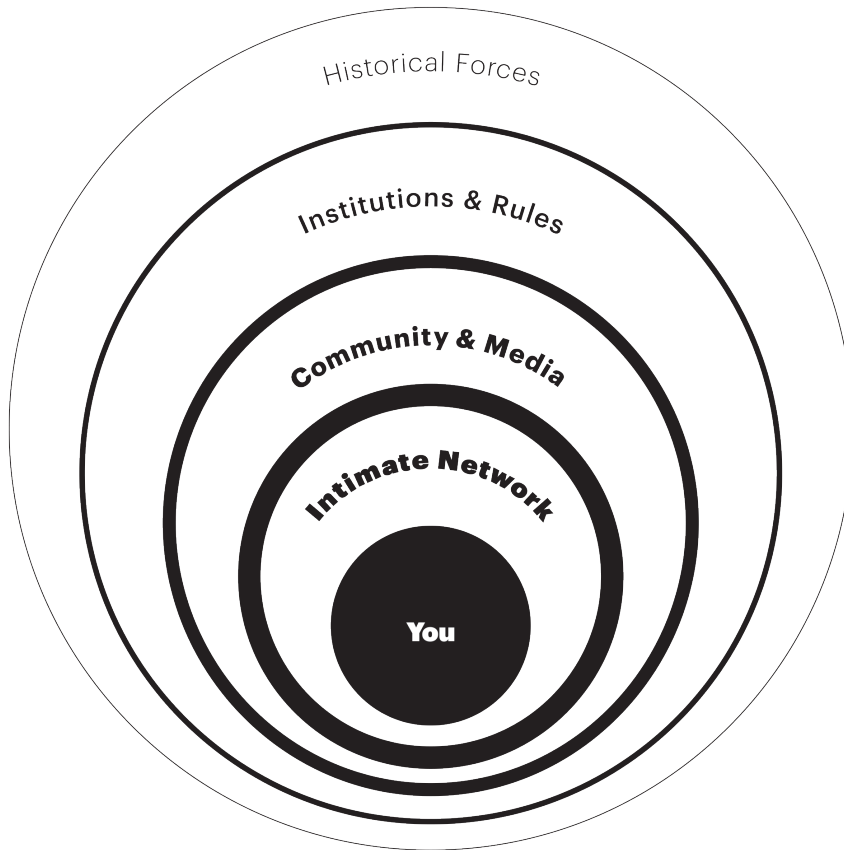 Historical Forces
Institutions & Rules
Community & Media
Intimate Network
You